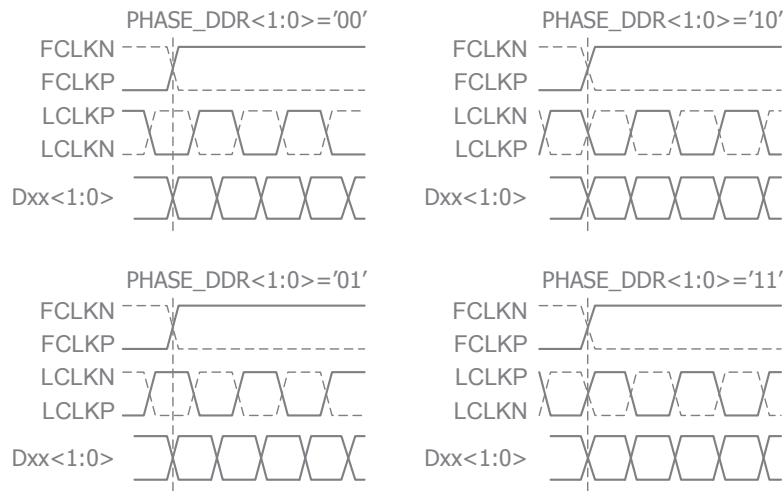 PHASE_DDR<1:0>=′00′
FCLKN
FCLKP
LCLKP
LCLKN
Dxx<1:0>
PHASE_DDR<1:0>=′10′
FCLKN
FCLKP
LCLKN
LCLKP
Dxx<1:0>
PHASE_DDR<1:0>=′01′
FCLKN
FCLKP
LCLKN
LCLKP
Dxx<1:0>
PHASE_DDR<1:0>=′11′
FCLKN
FCLKP
LCLKP
LCLKN
Dxx<1:0>